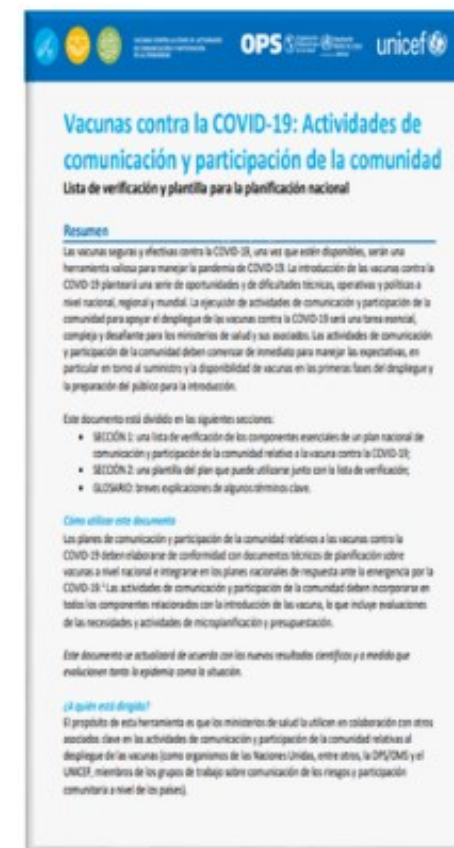 OPS
unicef
Vacunas contra la COVID-19: Actividades de
comunicación y participación de la comunidad
Lista de verificación y plantilla para la planificación nacional
Resumen
Las vacunas seguras y efectivas contra la COVID-19, una vez que estén disponibles, serán una
herramienta valiosa para manejar la pandemia de COVID-19. La introducción de las vacunas contra la
COVID-19 planteará una serie de oportunidades y de dificultades técnicas, operativas y políticas a
nivel nacional, regional y mundial. La ejecución de actividades de comunicación y participación de la
comunidad para apoyar el despliegue de las vacunas contra la COVID-19 será una tarea esencial,
compleja y desafiante para los ministerios de salud y sus asociados. Las actividades de comunicación
y participación de la comunidad deben comenzar de inmediato para manejar las expectativas, en
particular en torno al suministro y la disponibilidad de vacunas en las primeras fases del despliegue y
la preparación del público para la introducción.
Este documento está dividido en las siguientes secciones:
• SECCIÓN 1: una lista de verificación de los componentes esenciales de un plan nacional de
comunicación y participación de la comunidad relativo a la vacuna contra la COVID-19;
• SECCIÓN 2: una plantilla del plan que puede utilizarse junto con la lista de verificación;
• GLOSARIO: breves explicaciones de algunos términos clave.
Cómo utilizar este documento
Los planes de comunicación y participación de la comunidad relativos a las vacunas contra la
COVID-19 deben elaborarse de conformidad con documentos técnicos de planificación sobre
vacunas a nivel nacional e integrarse en los planes nacionales de respuesta ante la emergencia por la
COVID-19.¹ Las actividades de comunicación y participación de la comunidad deben incorporarse en
todos los componentes relacionados con la introducción de las vacuna, lo que incluye evaluaciones
de las necesidades y actividades de microplanificación y presupuestación.
Este documento se actualizará de acuerdo con los nuevos resultados científicos y a medida que
evolucionen tanto la epidemia como la situación.
¿A quién está dirigido?
El propósito de esta herramienta es que los ministerios de salud la utilicen en colaboración con otros
asociados clave en las actividades de comunicación y participación de la comunidad relativas al
despliegue de las vacunas (como organismos de las Naciones Unidas, entre otros, la OPS/OMS y el
UNICEF, miembros de los grupos de trabajo sobre comunicación de los riesgos y participación
comunitaria a nivel de los países).